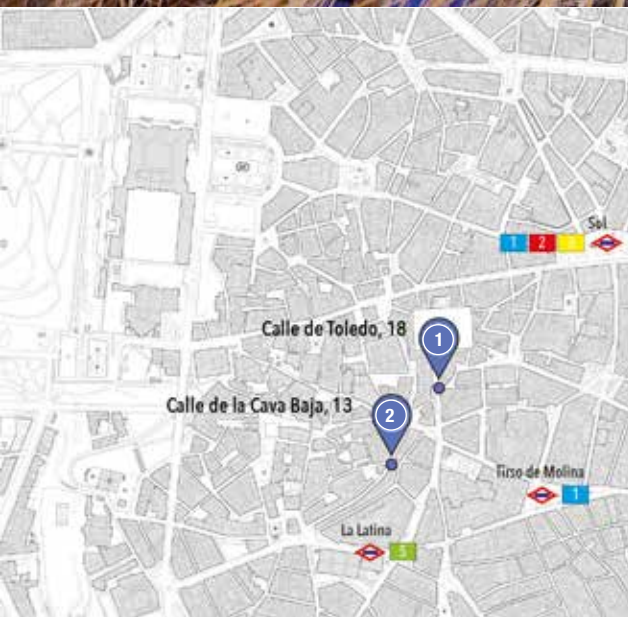 Sol
1 2 3
Calle de Toledo, 18
1
Calle de la Cava Baja, 13
2
Tirso de Molina
1
La Latina
5